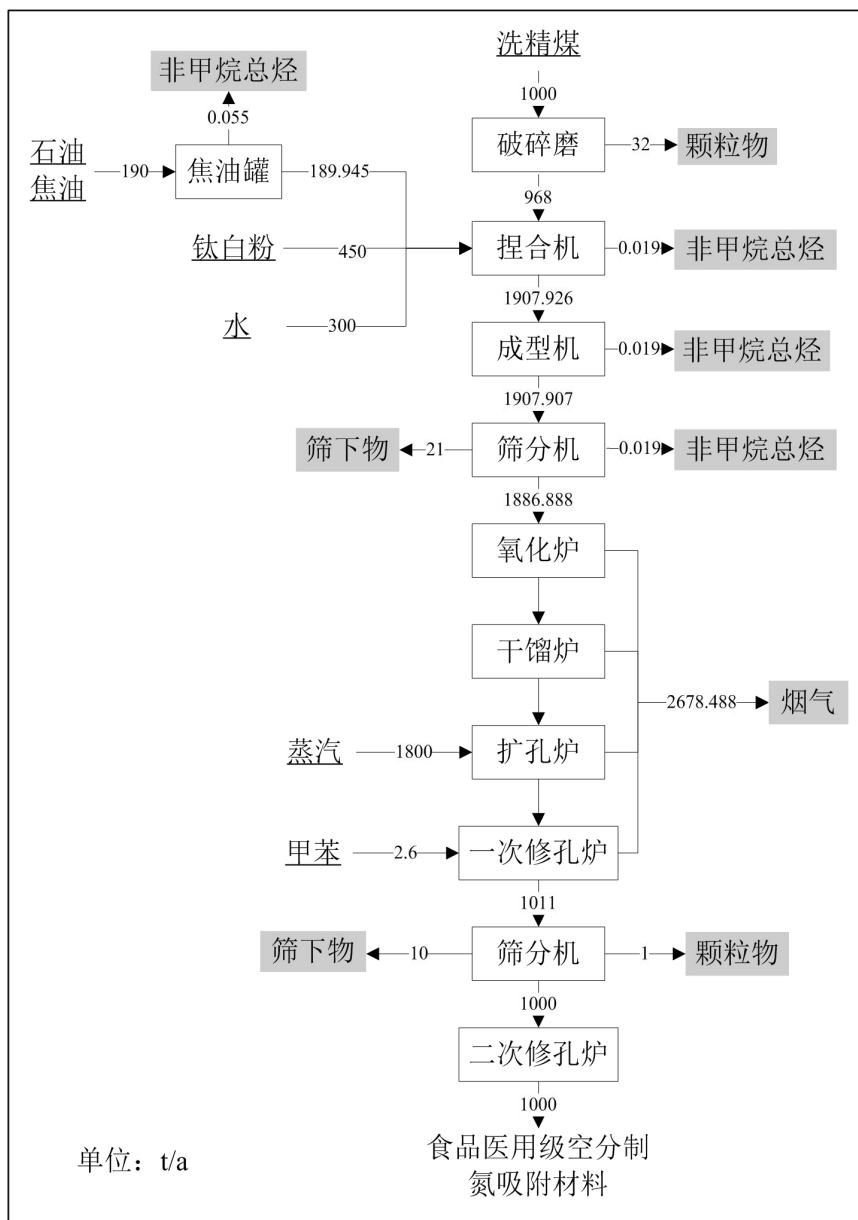 洗精煤
非甲烷总烃
1000
0.055
破碎磨
32
颗粒物
石油
焦油
190
焦油罐
189.945
968
钛白粉
450
捏合机
0.019
非甲烷总烃
1907.926
水
300
成型机
0.019
非甲烷总烃
1907.907
筛下物
21
筛分机
0.019
非甲烷总烃
1886.888
氧化炉
干馏炉
2678.488
烟气
蒸汽
1800
扩孔炉
甲苯
2.6
一次修孔炉
1011
筛下物
10
筛分机
1
颗粒物
1000
二次修孔炉
1000
食品医用级空分制
氮吸附材料
单位：t/a